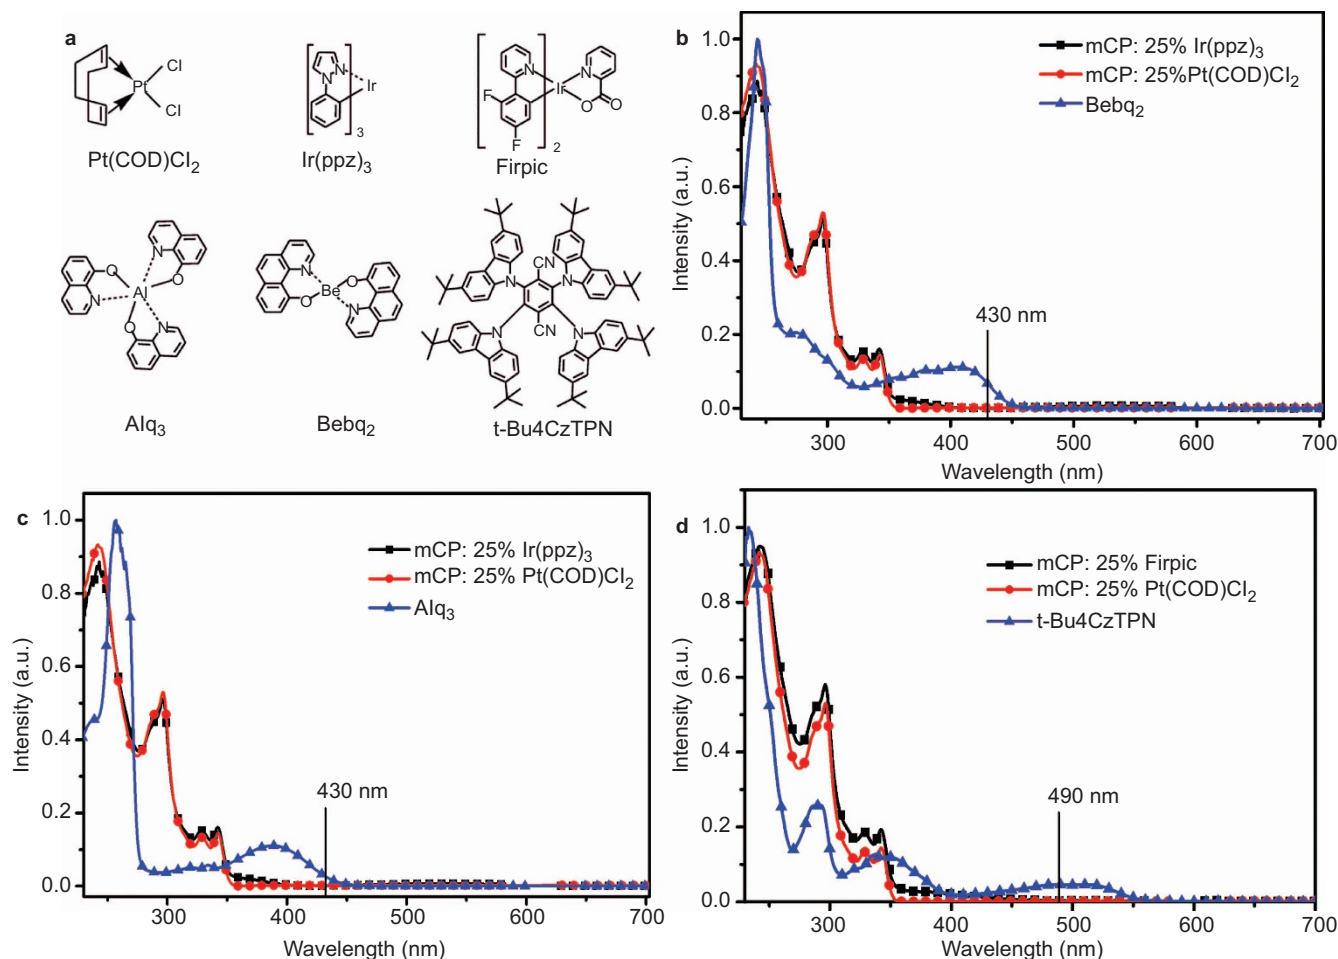 a
Pt
Cl
Cl
Pt(COD)Cl2
N
N
Ir
3
Ir(ppz)3
N
N
Ir
F
O
O
F
2
Firpic
N
O
O
Al
N
O
N
Alq3
N
O
Be
O
N
Bebq2
N
CN
N
N
CN
N
t-Bu4CzTPN
b
mCP: 25% Ir(ppz)3
mCP: 25%Pt(COD)Cl2
Bebq2
430 nm
1.0
0.8
0.6
0.4
0.2
0.0
Intensity (a.u.)
300
400
500
600
700
Wavelength (nm)
c
mCP: 25% Ir(ppz)3
mCP: 25% Pt(COD)Cl2
Alq3
430 nm
1.0
0.8
0.6
0.4
0.2
0.0
Intensity (a.u.)
300
400
500
600
700
Wavelength (nm)
d
mCP: 25% Firpic
mCP: 25% Pt(COD)Cl2
t-Bu4CzTPN
490 nm
1.0
0.8
0.6
0.4
0.2
0.0
Intensity (a.u.)
300
400
500
600
700
Wavelength (nm)